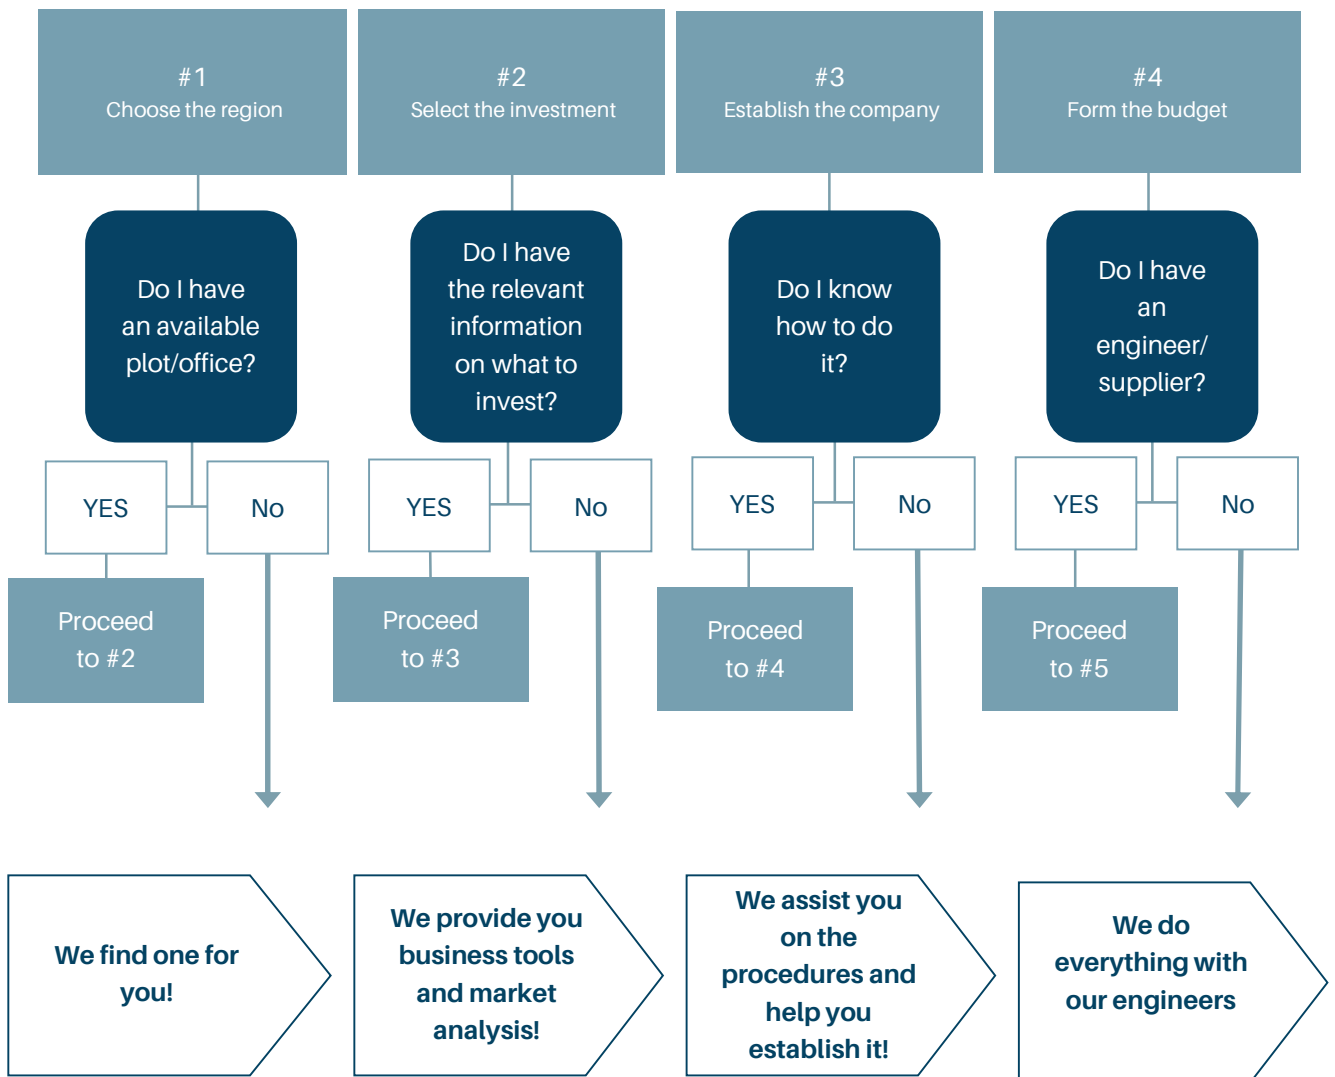 #1
Choose the region
#2
Select the investment
#3
Establish the company
#4
Form the budget
Do I have
an available
plot/office?
Do I have
the relevant
information
on what to
invest?
Do I know
how to do
it?
Do I have
an
engineer/
supplier?
YES
No
YES
No
YES
No
YES
No
Proceed
to #2
Proceed
to #3
Proceed
to #4
Proceed
to #5
We find one for
you!
We provide you
business tools
and market
analysis!
We assist you
on the
procedures and
help you
establish it!
We do
everything with
our engineers